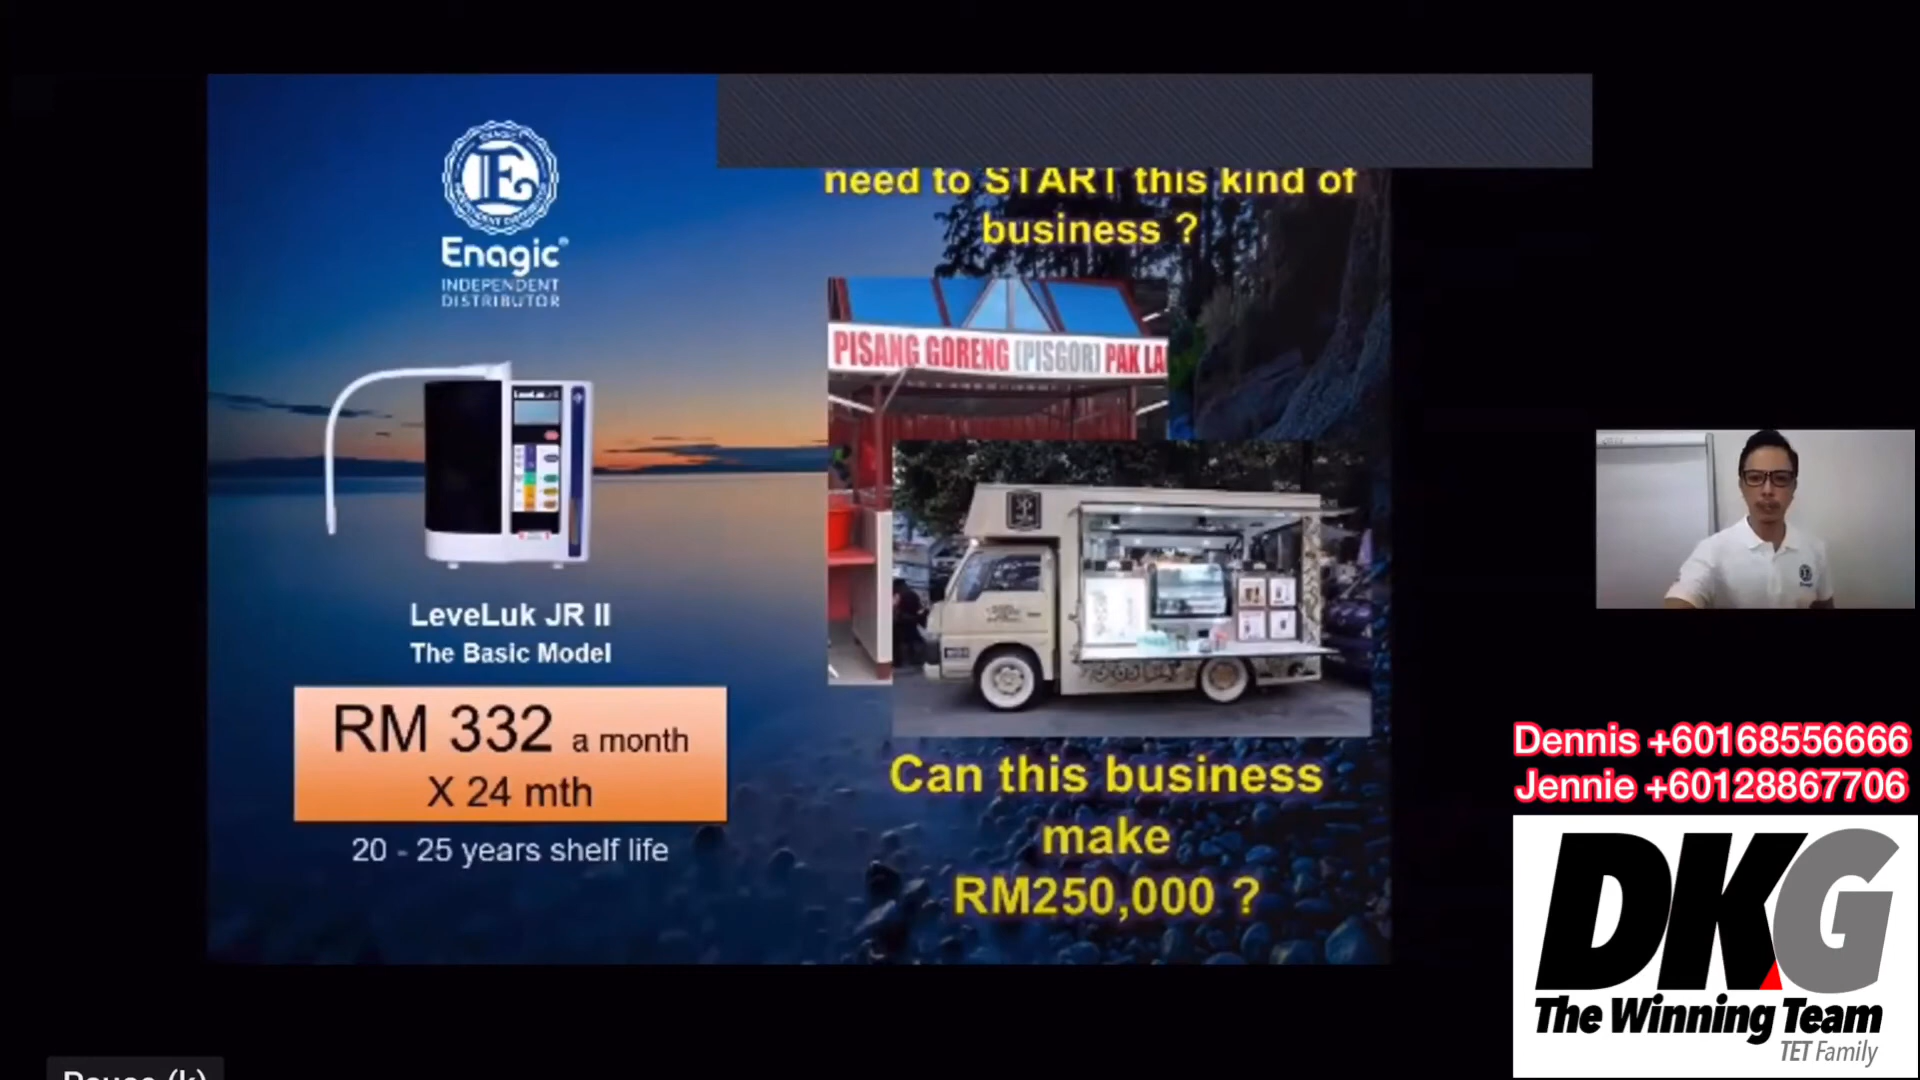 E
Enagic®
INDEPENDENT
DISTRIBUTOR
need to START this kind of
business ?
PISANG GORENG (PISGOR) PAK LA
LeveLuk JR II
The Basic Model
RM 332 a month
X 24 mth
20 - 25 years shelf life
Can this business
make
RM250,000 ?
Enagic
Dennis +60168556666
Jennie +60128867706
DKG
The Winning Team
TET Family
Pause (k)